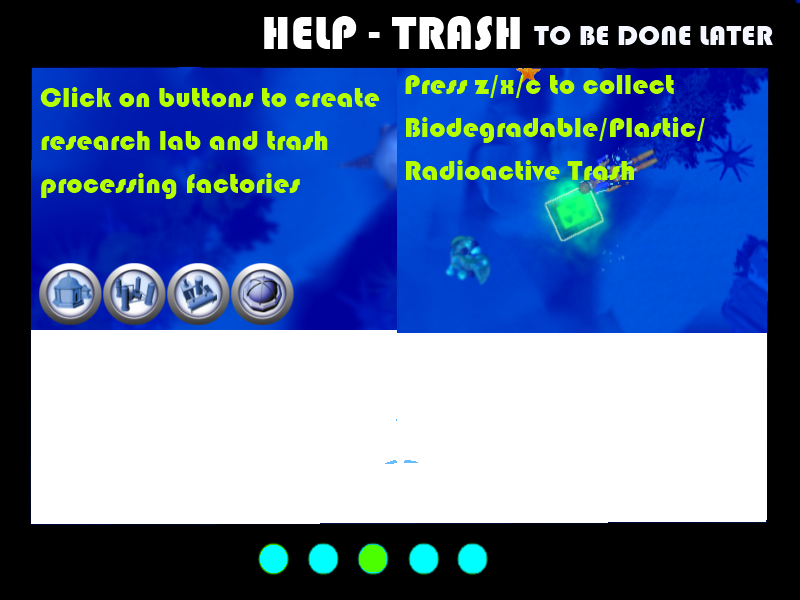 HELP - TRASH TO BE DONE LATER
Click on buttons to create
research lab and trash
processing factories
Press z/x/c to collect
Biodegradable/Plastic/
Radioactive Trash